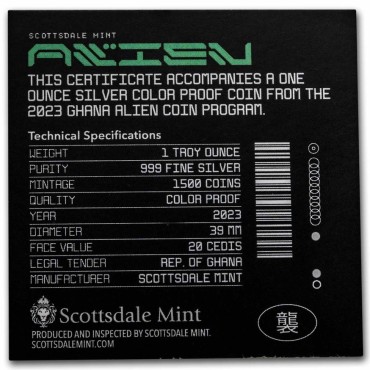 SCOTTSDALE MINT
ALIEN
THIS CERTIFICATE ACCOMPANIES A ONE
OUNCE SILVER COLOR PROOF COIN FROM THE
2023 GHANA ALIEN COIN PROGRAM.
Technical Specifications
WEIGHT 1 TROY OUNCE
PURITY 999 FINE SILVER
MINTAGE 1500 COINS
QUALITY COLOR PROOF
YEAR 2023
DIAMETER 39 MM
FACE VALUE 20 CEDIS
LEGAL TENDER REP. OF GHANA
MANUFACTURER SCOTTSDALE MINT
Scottsdale Mint
PRODUCED AND INSPECTED BY SCOTTSDALE MINT.
SCOTTSDALEMINT.COM
襲